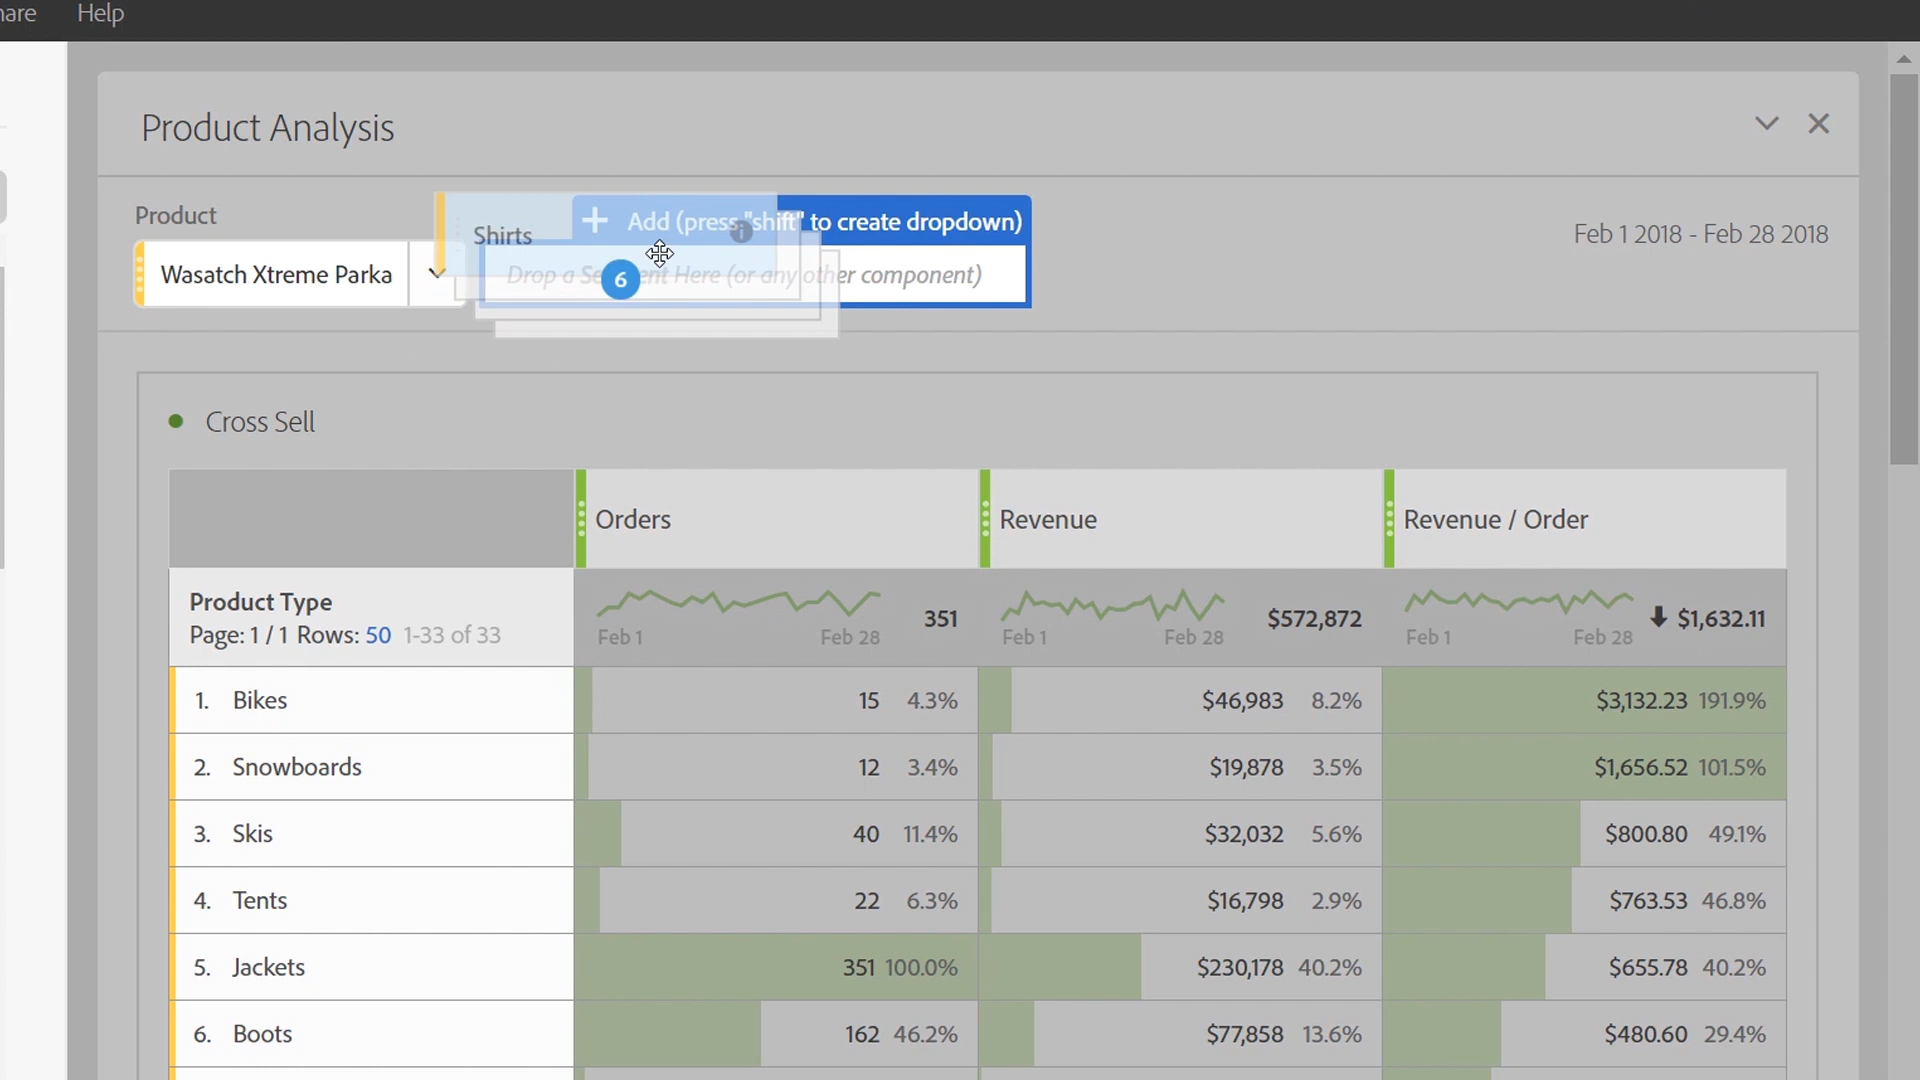 Help
Product Analysis
Product
Wasatch Xtreme Parka
Shirts
Add (press "shift" to create dropdown)
Drop a Segment Here (or any other component)
6
Feb 1 2018 - Feb 28 2018
Cross Sell
Orders Revenue Revenue / Order
Product Type
Page: 1 / 1 Rows: 50 1-33 of 33
Feb 1 Feb 28 351 Feb 1 Feb 28 $572,872 Feb 1 Feb 28 $1,632.11
1. Bikes 15 4.3% $46,983 8.2% $3,132.23 191.9%
2. Snowboards 12 3.4% $19,878 3.5% $1,656.52 101.5%
3. Skis 40 11.4% $32,032 5.6% $800.80 49.1%
4. Tents 22 6.3% $16,798 2.9% $763.53 46.8%
5. Jackets 351 100.0% $230,178 40.2% $655.78 40.2%
6. Boots 162 46.2% $77,858 13.6% $480.60 29.4%